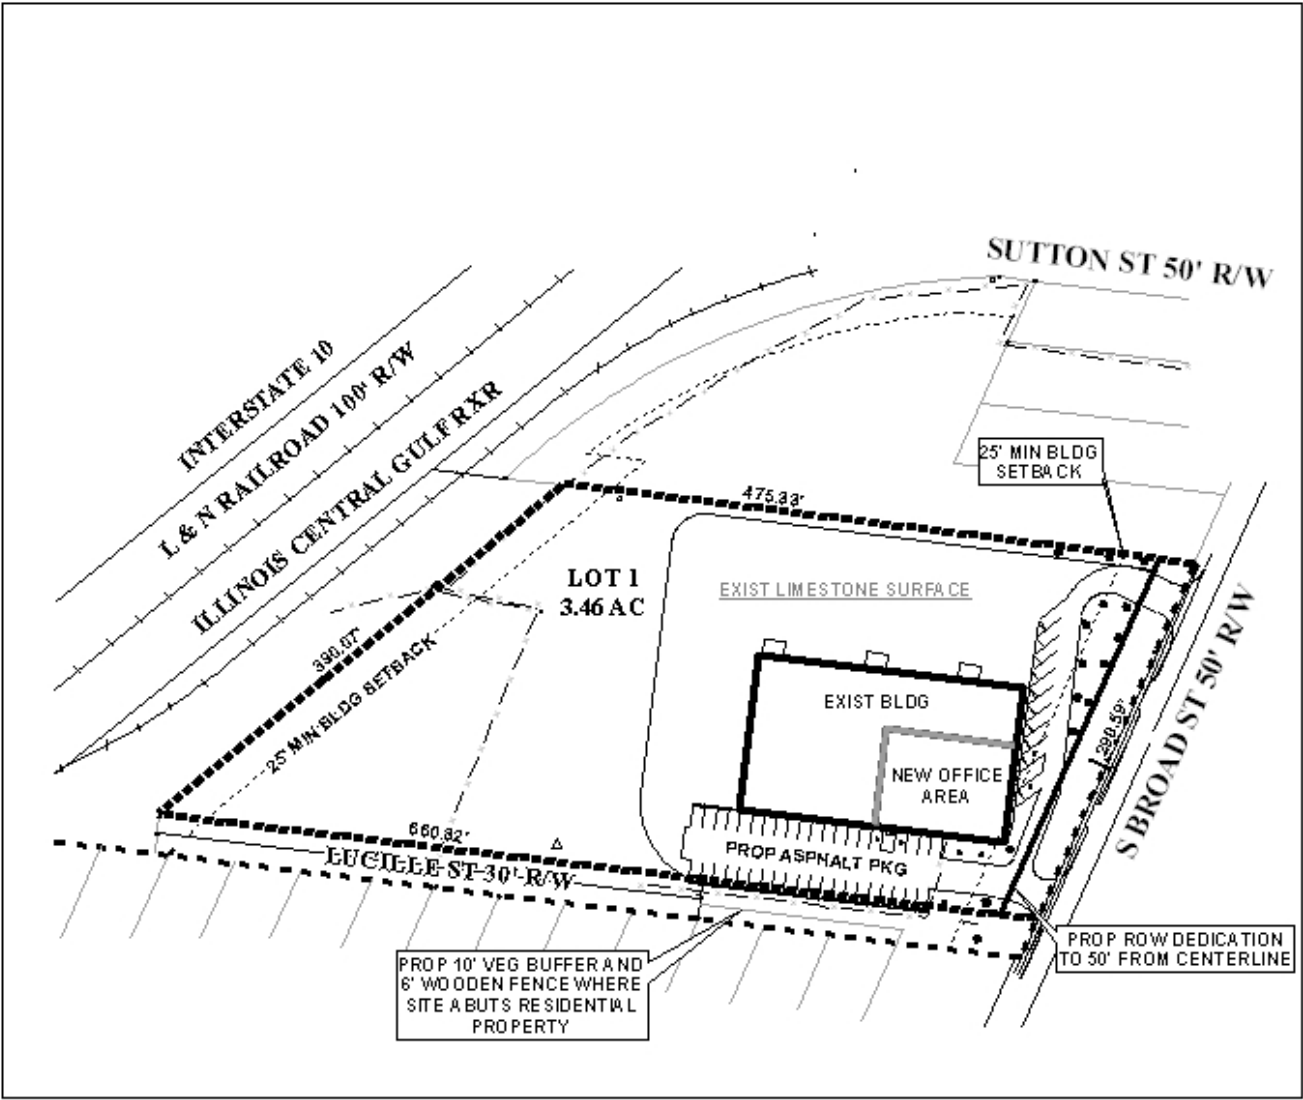 SUTTON ST 50' R/W
INTERSTATE 10
L & N RAILROAD 100' R/W
ILLINOIS CENTRAL GULF RXR
25' MIN BLDG
SETBACK
475.33'
LOT 1
3.46 AC
EXIST LIMESTONE SURFACE
390.07'
25' MIN BLDG SETBACK
EXIST BLDG
NEW OFFICE
AREA
290.59'
S BROAD ST 50' R/W
660.82'
PROP ASPHALT PKG
LUCILLE ST 30' R/W
PROP ROW DEDICATION
TO 50' FROM CENTERLINE
PROP 10' VEG BUFFER AND
6' WOODEN FENCE WHERE
SITE ABUTS RESIDENTIAL
PROPERTY